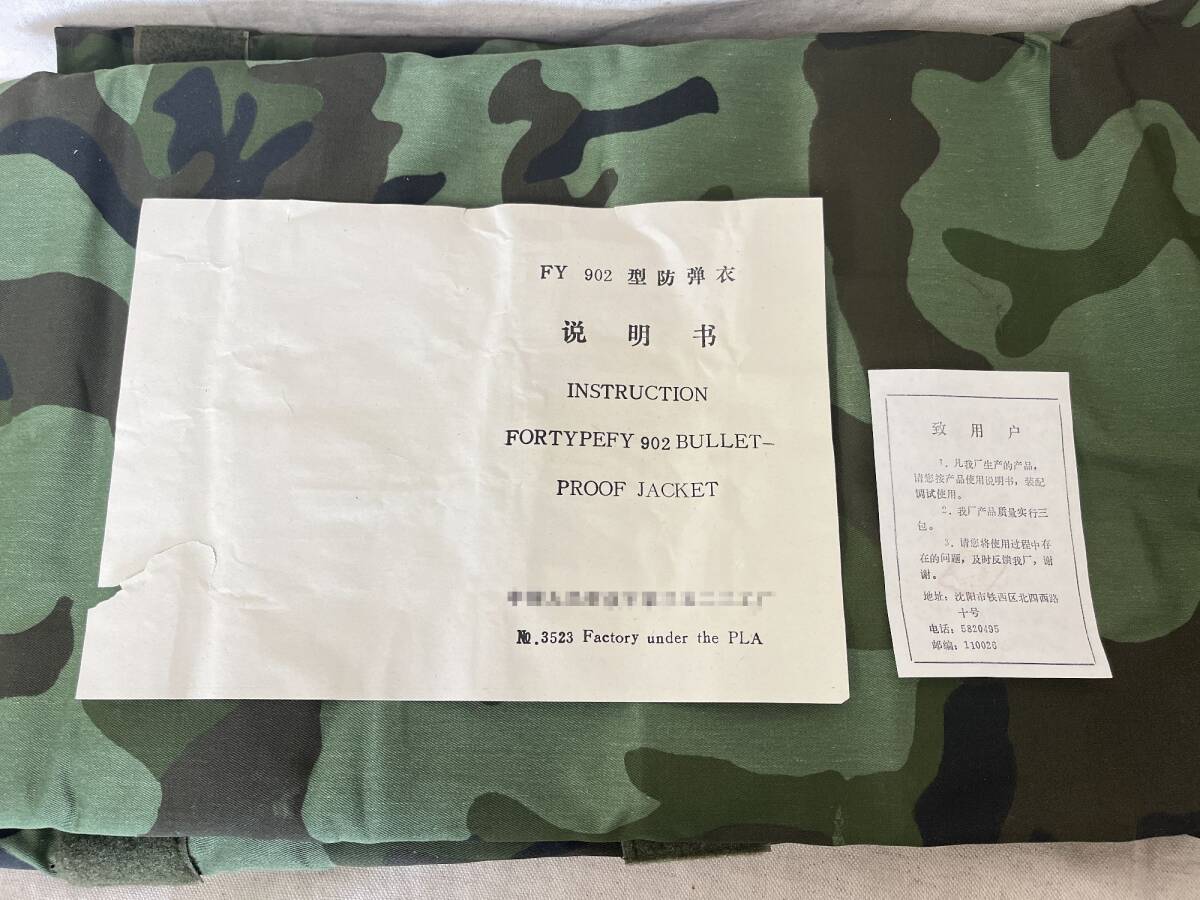 FY 902 型防弹衣
说 明 书
INSTRUCTION
FORTYPEFY 902 BULLET-
PROOF JACKET
№.3523 Factory under the PLA
致 用 户
1．凡我厂生产的产品，
请您按产品使用说明书，装配
调试使用。
2．我厂产品质量实行三
包。
3．请您将使用过程中存
在的问题，及时反馈我厂，谢
谢。
地址：沈阳市铁西区北四西路
十号
电话：5820495
邮编：110026